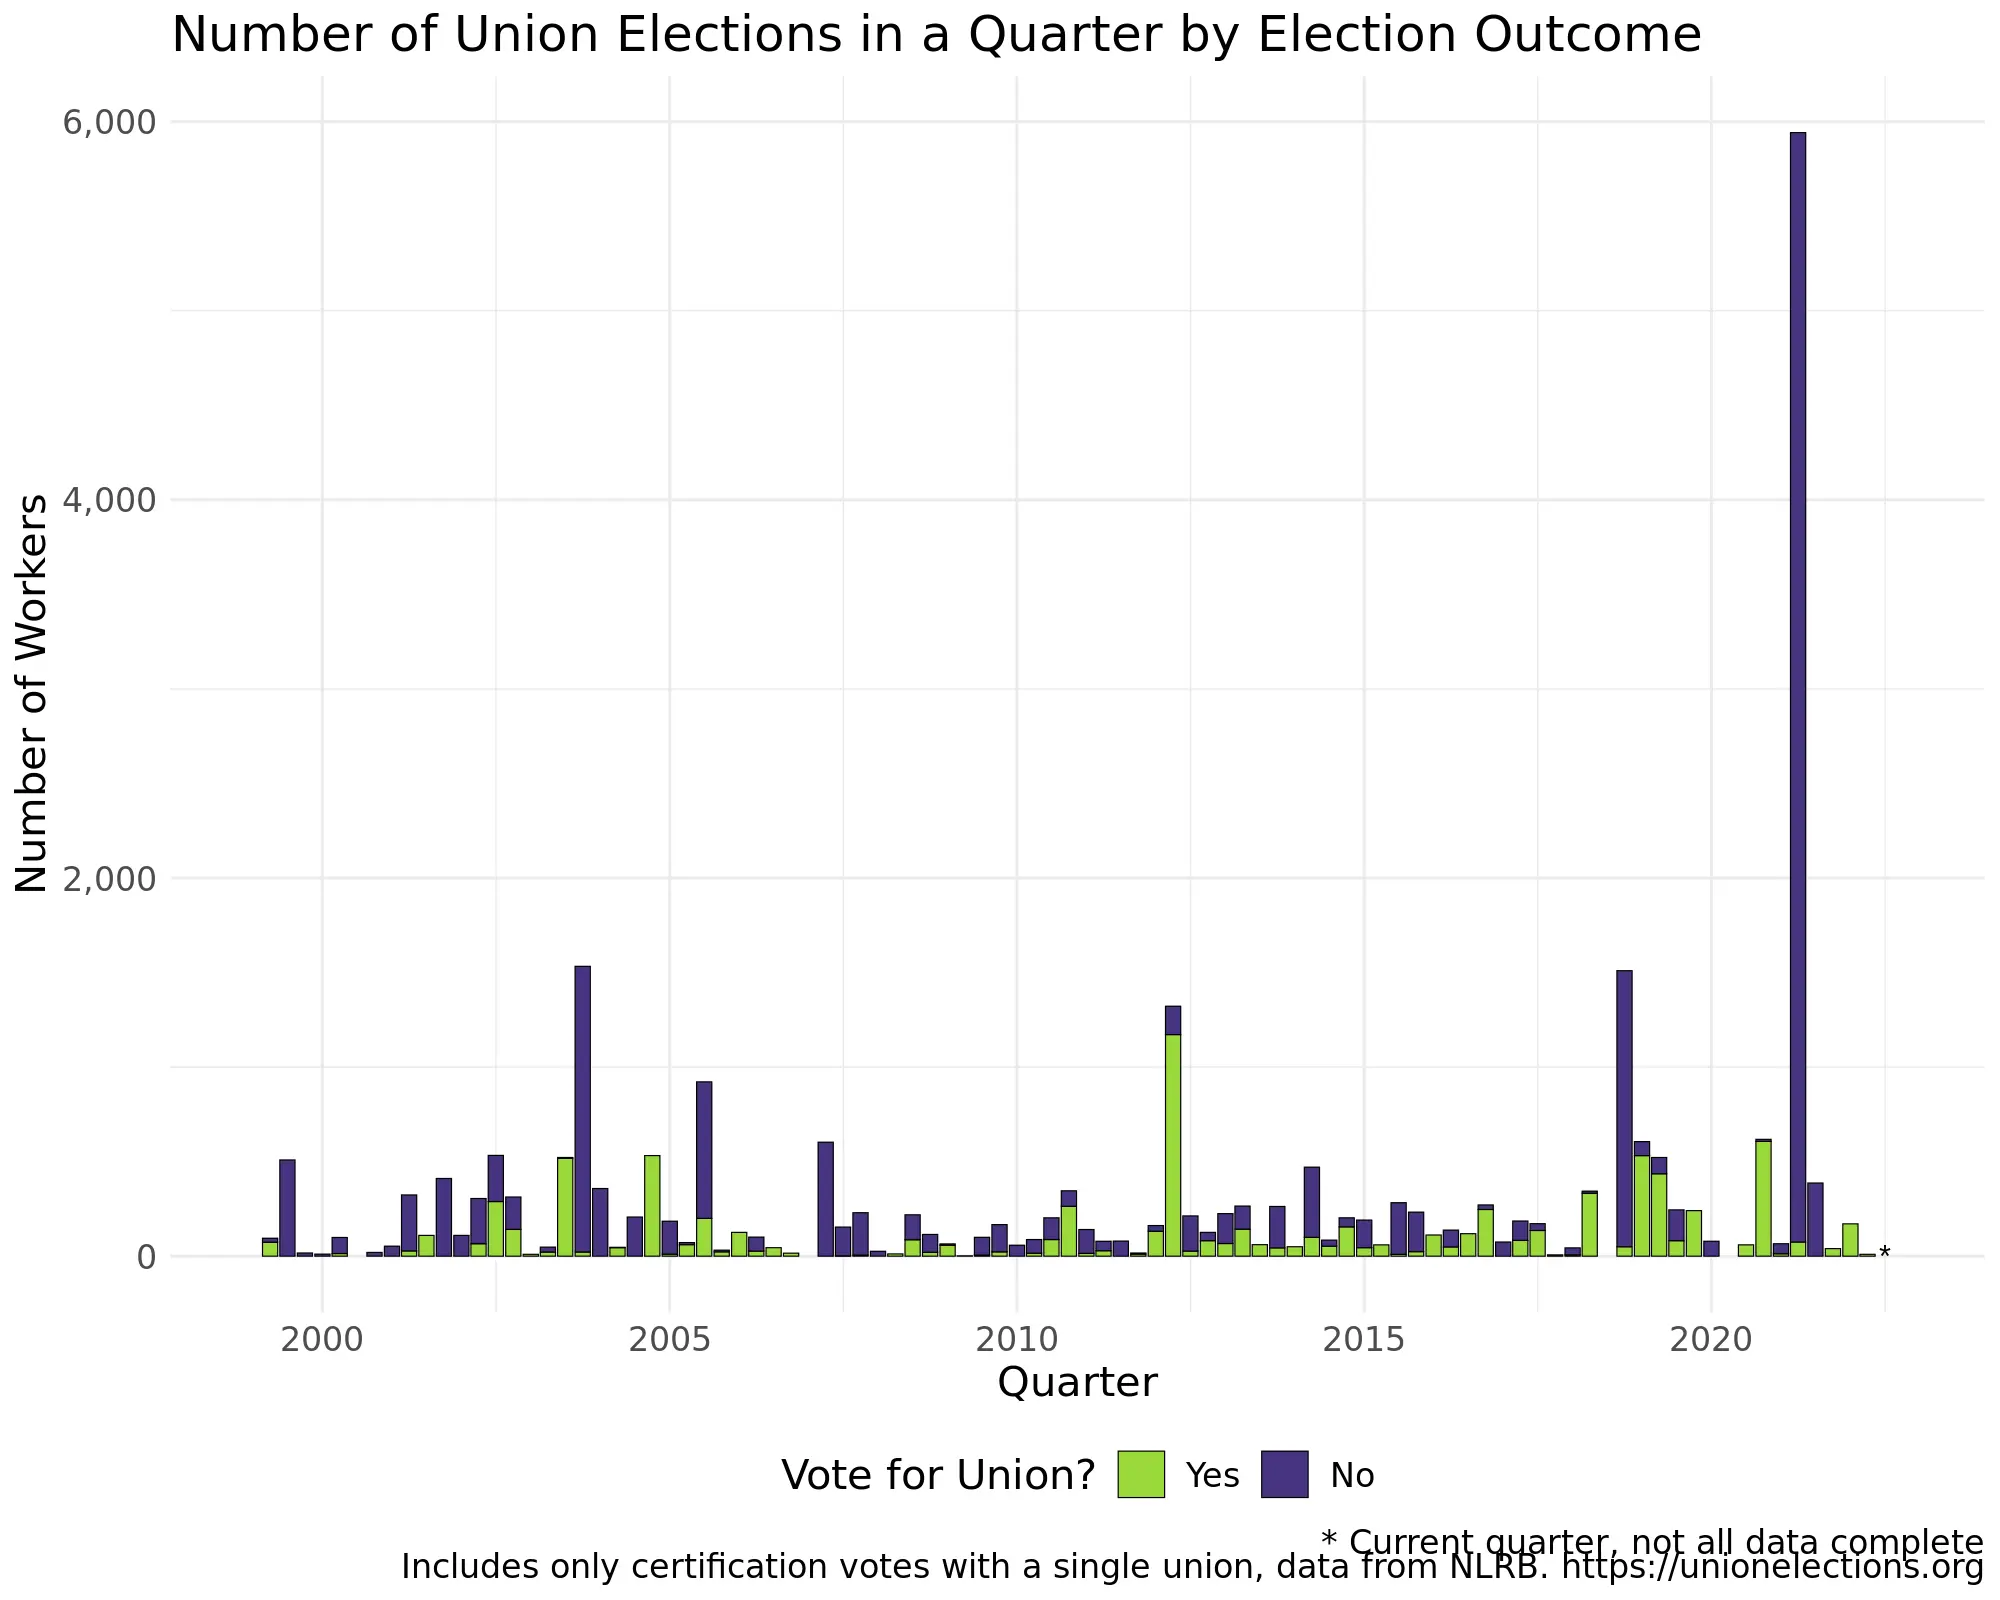 Number of Union Elections in a Quarter by Election Outcome
Number of Workers
6,000
4,000
2,000
0
*
2000 2005 2010 2015 2020
Quarter
Vote for Union? Yes No
* Current quarter, not all data complete
Includes only certification votes with a single union, data from NLRB. https://unionelections.org